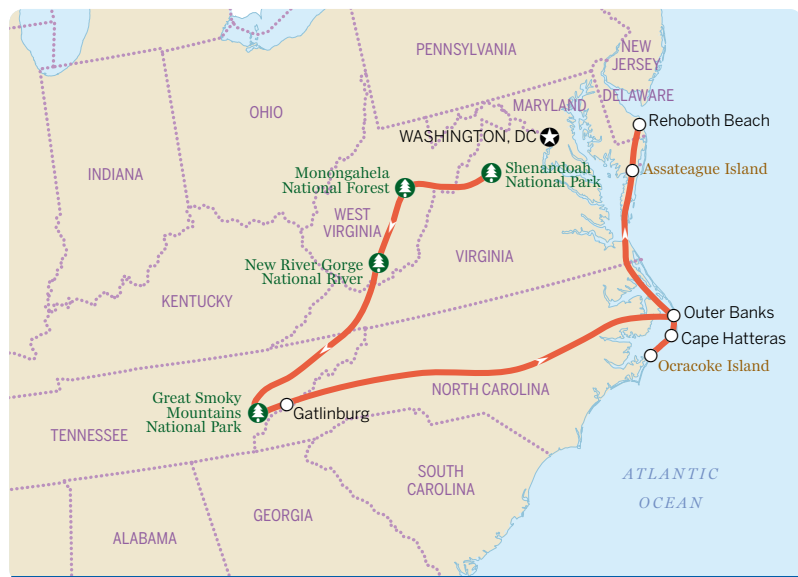 PENNSYLVANIA
NEW
JERSEY
OHIO
MARYLAND
DELAWARE
Rehoboth Beach
WASHINGTON, DC
INDIANA
Monongahela
National Forest
Shenandoah
National Park
Assateague Island
WEST
VIRGINIA
VIRGINIA
New River Gorge
National River
KENTUCKY
Outer Banks
Cape Hatteras
Ocracoke Island
NORTH CAROLINA
Great Smoky
Mountains
National Park
Gatlinburg
TENNESSEE
SOUTH
CAROLINA
ATLANTIC
OCEAN
GEORGIA
ALABAMA